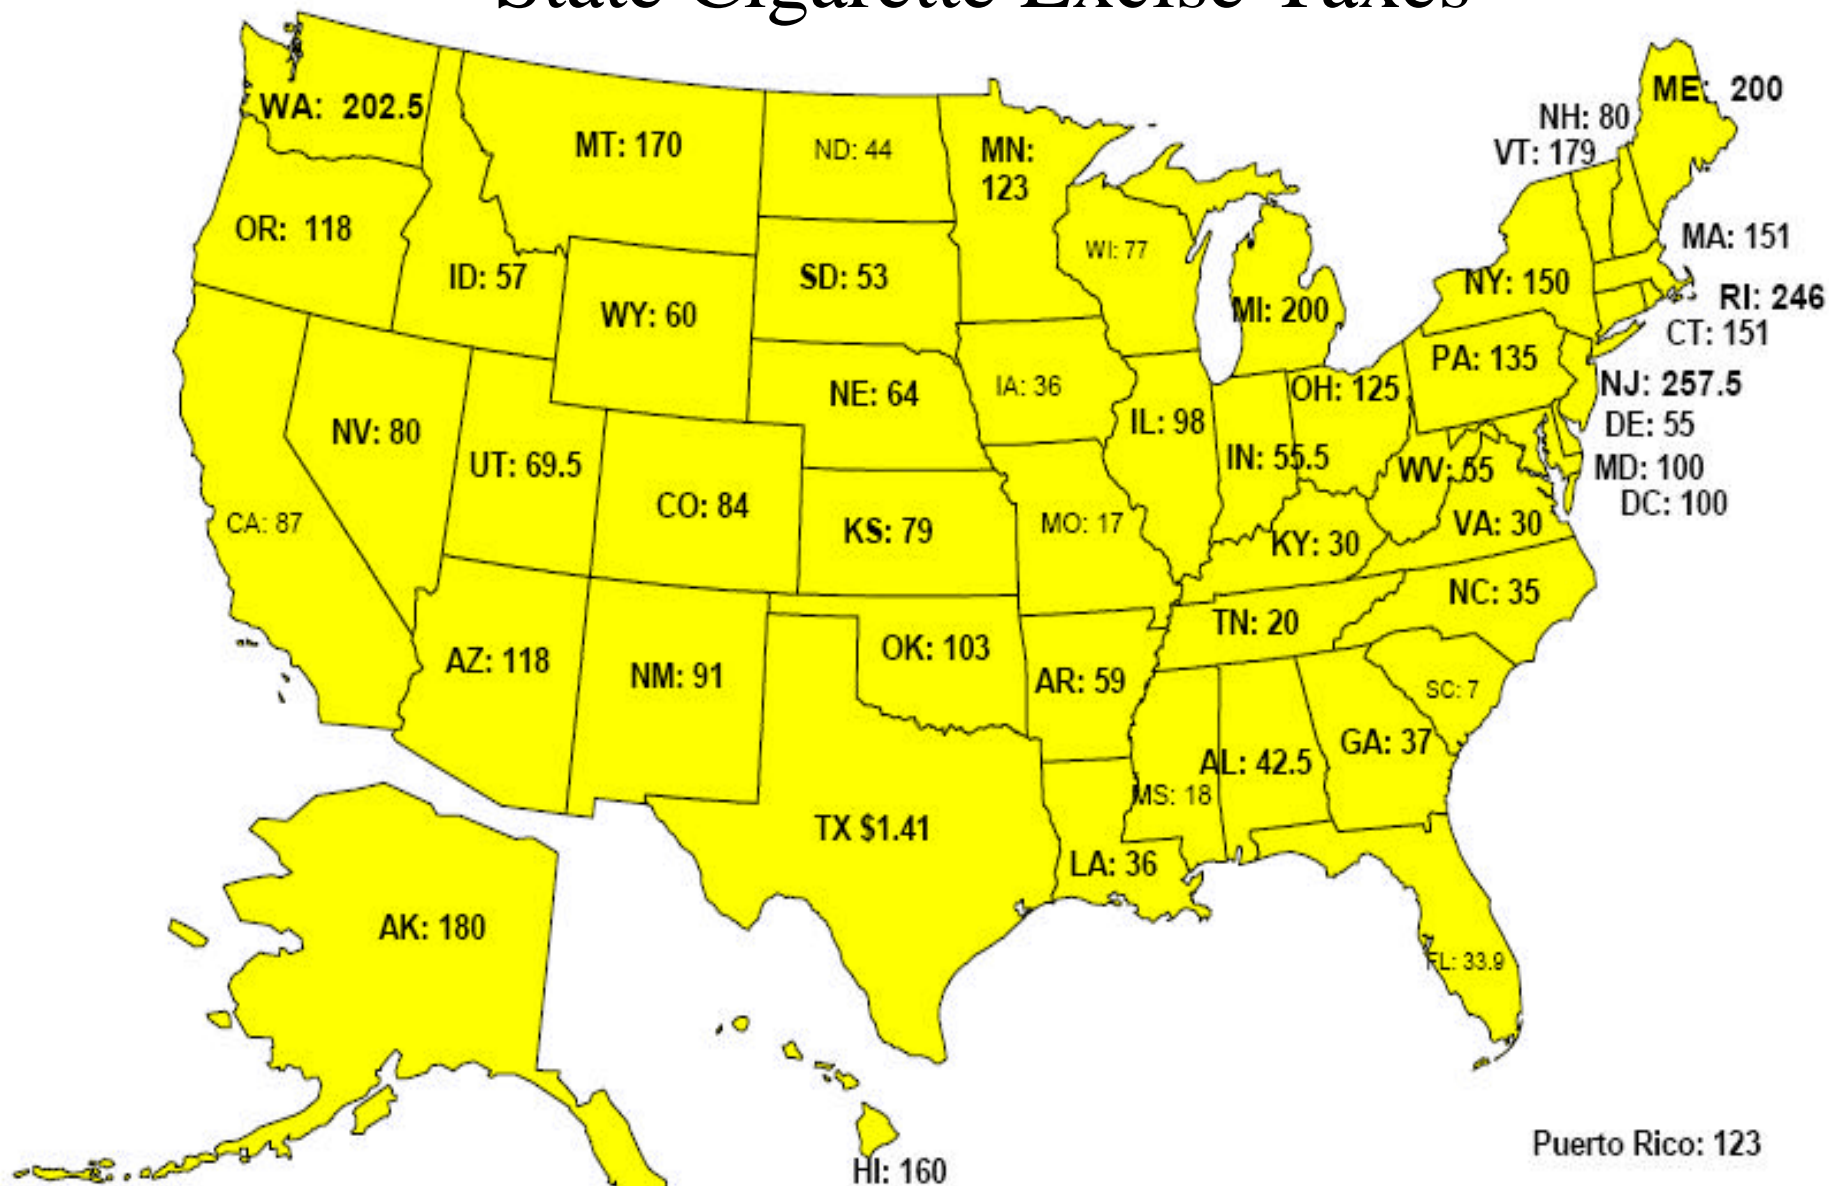 State Cigarette Excise Taxes
WA: 202.5
MT: 170
ND: 44
MN:
123
ME: 200
NH: 80
VT: 179
OR: 118
ID: 57
WY: 60
SD: 53
WI: 77
MI: 200
NY: 150
MA: 151
RI: 246
CT: 151
NV: 80
UT: 69.5
NE: 64
IA: 36
IL: 98
IN: 55.5
OH: 125
PA: 135
NJ: 257.5
DE: 55
MD: 100
DC: 100
CA: 87
CO: 84
KS: 79
MO: 17
KY: 30
WV: 55
VA: 30
AZ: 118
NM: 91
OK: 103
AR: 59
TN: 20
NC: 35
SC: 7
TX $1.41
LA: 36
MS: 18
AL: 42.5
GA: 37
FL: 33.9
AK: 180
HI: 160
Puerto Rico: 123